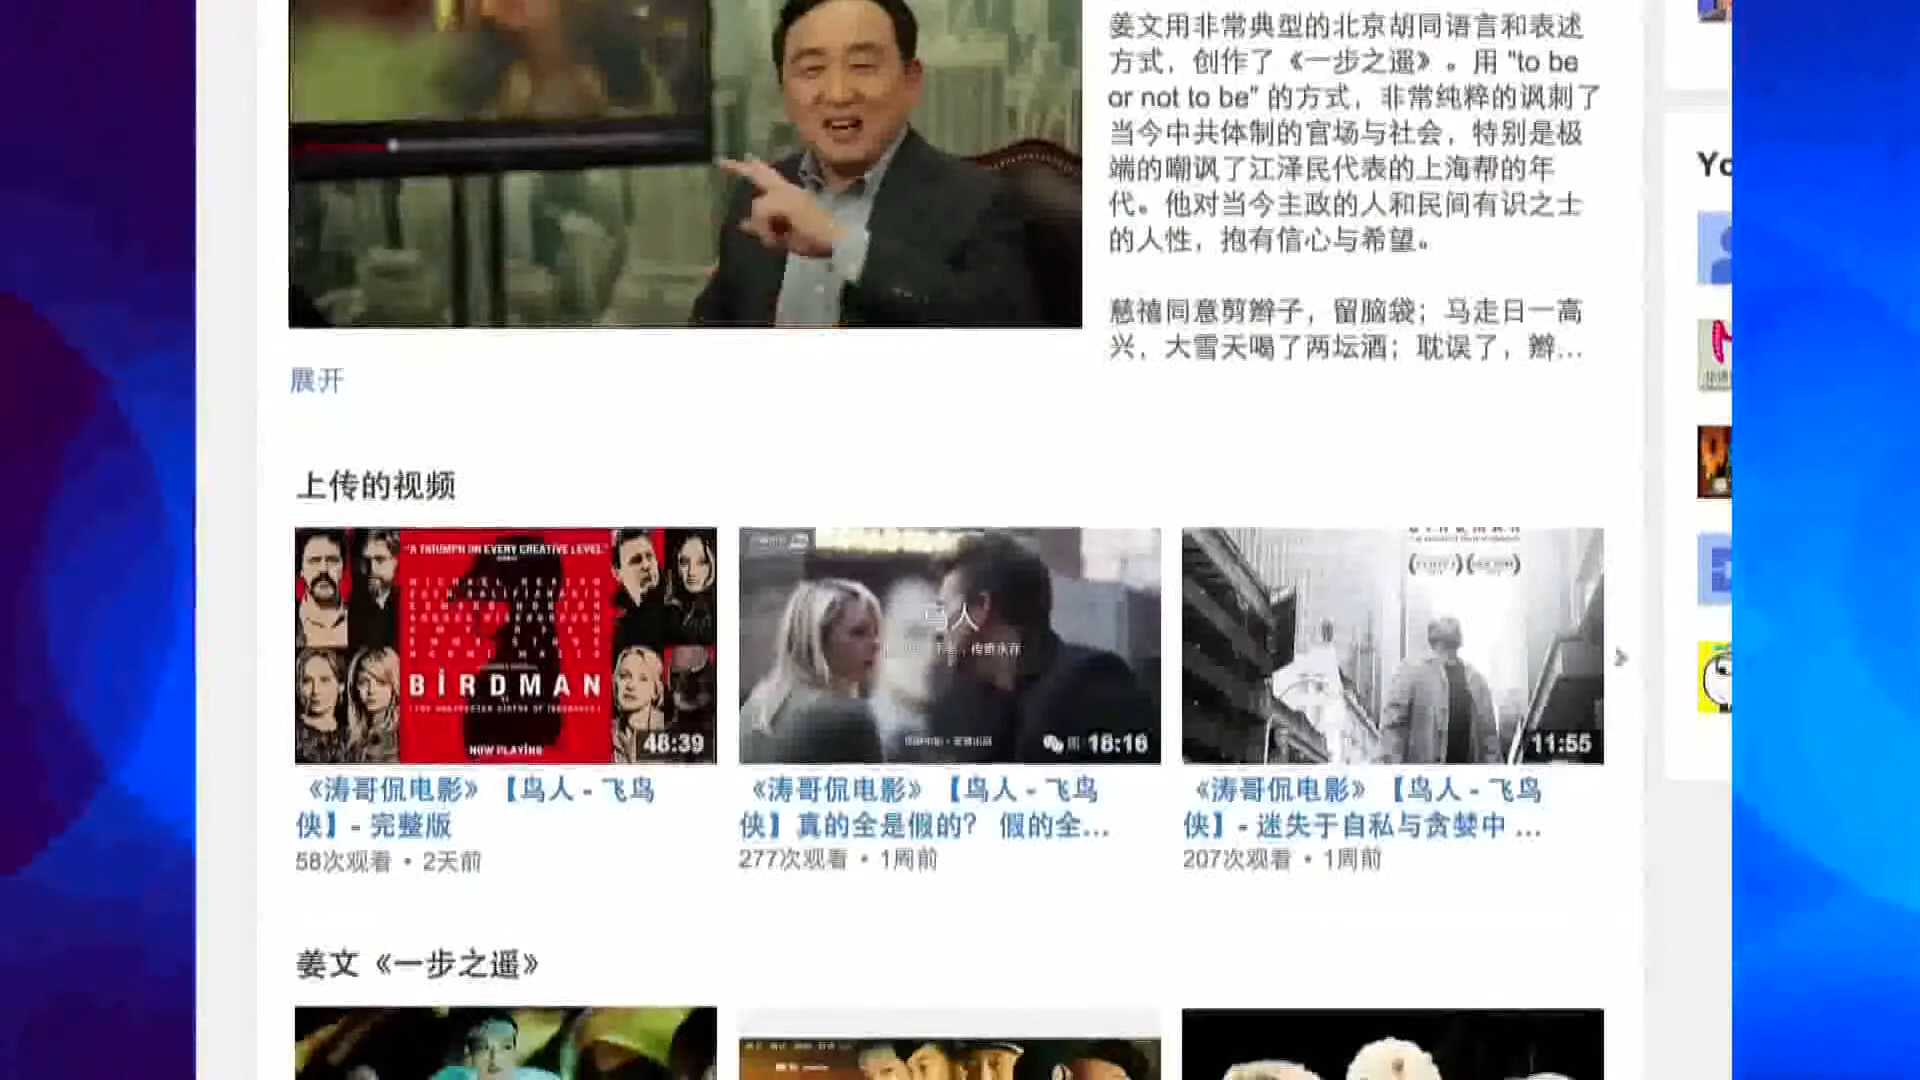 姜文用非常典型的北京胡同语言和表述
方式，创作了《一步之遥》。用 "to be
or not to be" 的方式，非常纯粹的讽刺了
当今中共体制的官场与社会，特别是极
端的嘲讽了江泽民代表的上海帮的年
代。他对当今主政的人和民间有识之士
的人性，抱有信心与希望。
慈禧同意剪辫子，留脑袋；马走日一高
兴，大雪天喝了两坛酒；耽误了，辫...
展开
Yo
上传的视频
"A TRIUMPH ON EVERY CREATIVE LEVEL."
BIRDMAN
NOW PLAYING
48:39
鸟人
18:16
11:55
《涛哥侃电影》【鸟人 - 飞鸟
侠】- 完整版
58次观看 • 2天前
《涛哥侃电影》【鸟人 - 飞鸟
侠】真的全是假的？ 假的全...
277次观看 • 1周前
《涛哥侃电影》【鸟人 - 飞鸟
侠】- 迷失于自私与贪婪中 ...
207次观看 • 1周前
姜文《一步之遥》